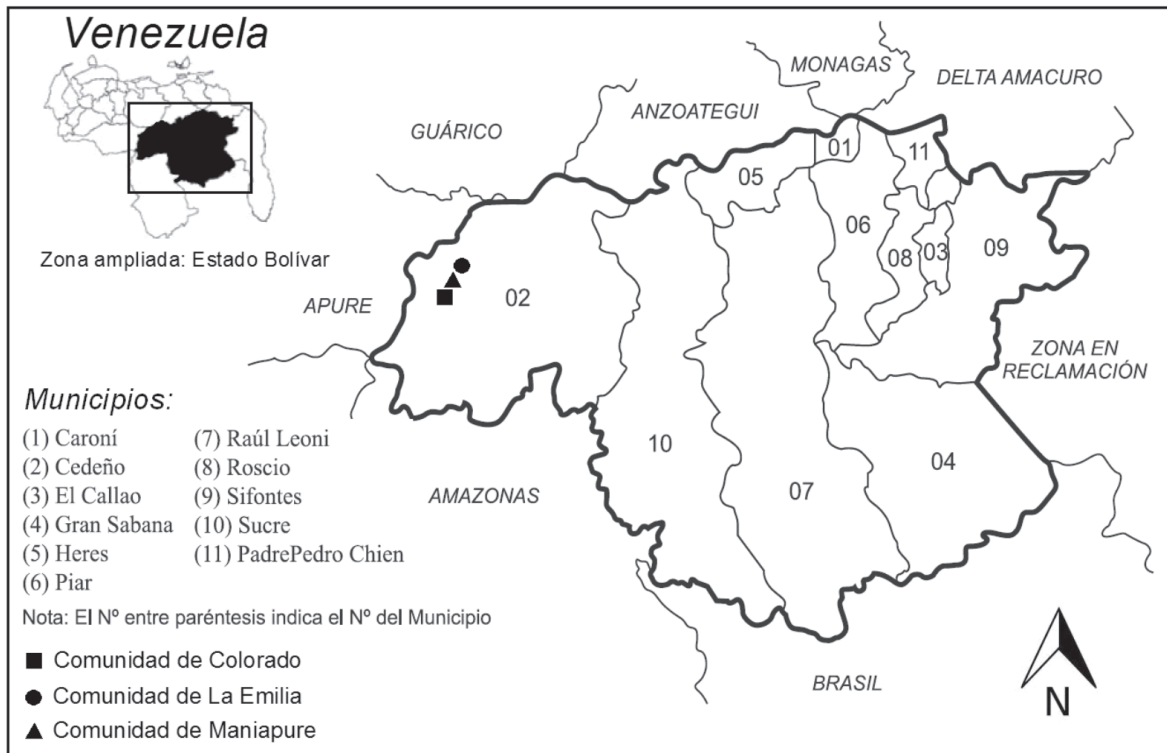 Venezuela
Zona ampliada: Estado Bolívar
MONAGAS
DELTA AMACURO
ANZOATEGUI
GUÁRICO
01
11
05
06
08
03
09
02
APURE
ZONA EN
RECLAMACIÓN
10
04
07
AMAZONAS
BRASIL
N
Municipios:
(1) Caroní
(2) Cedeño
(3) El Callao
(4) Gran Sabana
(5) Heres
(6) Piar
(7) Raúl Leoni
(8) Roscio
(9) Sifontes
(10) Sucre
(11) PadrePedro Chien
Nota: El Nº entre paréntesis indica el Nº del Municipio
Comunidad de Colorado
Comunidad de La Emilia
Comunidad de Maniapure